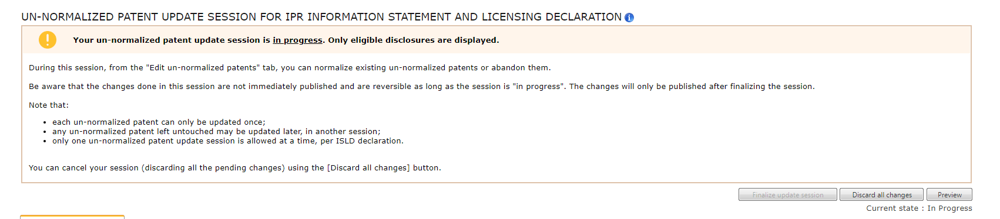 UN-NORMALIZED PATENT UPDATE SESSION FOR IPR INFORMATION STATEMENT AND LICENSING DECLARATION
Your un-normalized patent update session is in progress. Only eligible disclosures are displayed.
During this session, from the "Edit un-normalized patents" tab, you can normalize existing un-normalized patents or abandon them.
Be aware that the changes done in this session are not immediately published and are reversible as long as the session is "in progress". The changes will only be published after finalizing the session.
Note that:
• each un-normalized patent can only be updated once;
• any un-normalized patent left untouched may be updated later, in another session;
• only one un-normalized patent update session is allowed at a time, per ISLD declaration.
You can cancel your session (discarding all the pending changes) using the [Discard all changes] button.
Finalize update session Discard all changes Preview
Current state : In Progress